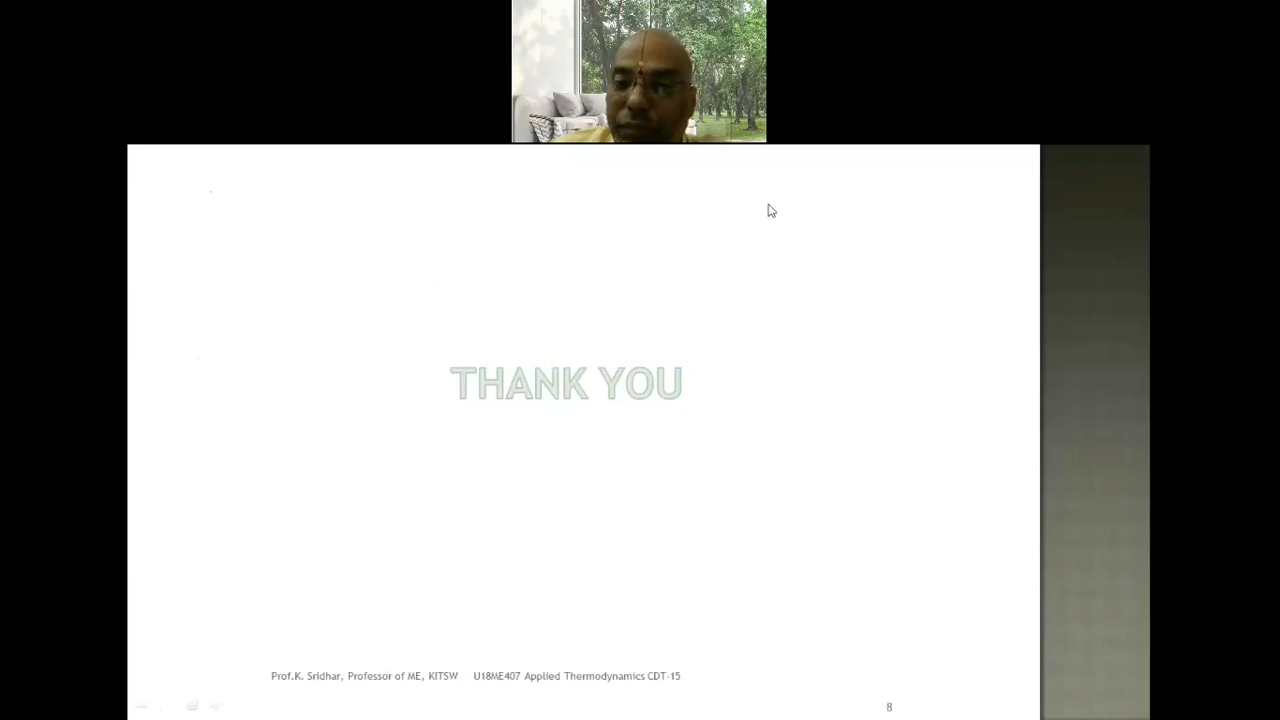 THANK YOU
Prof.K. Sridhar, Professor of ME, KITSW U18ME407 Applied Thermodynamics CDT-15
8